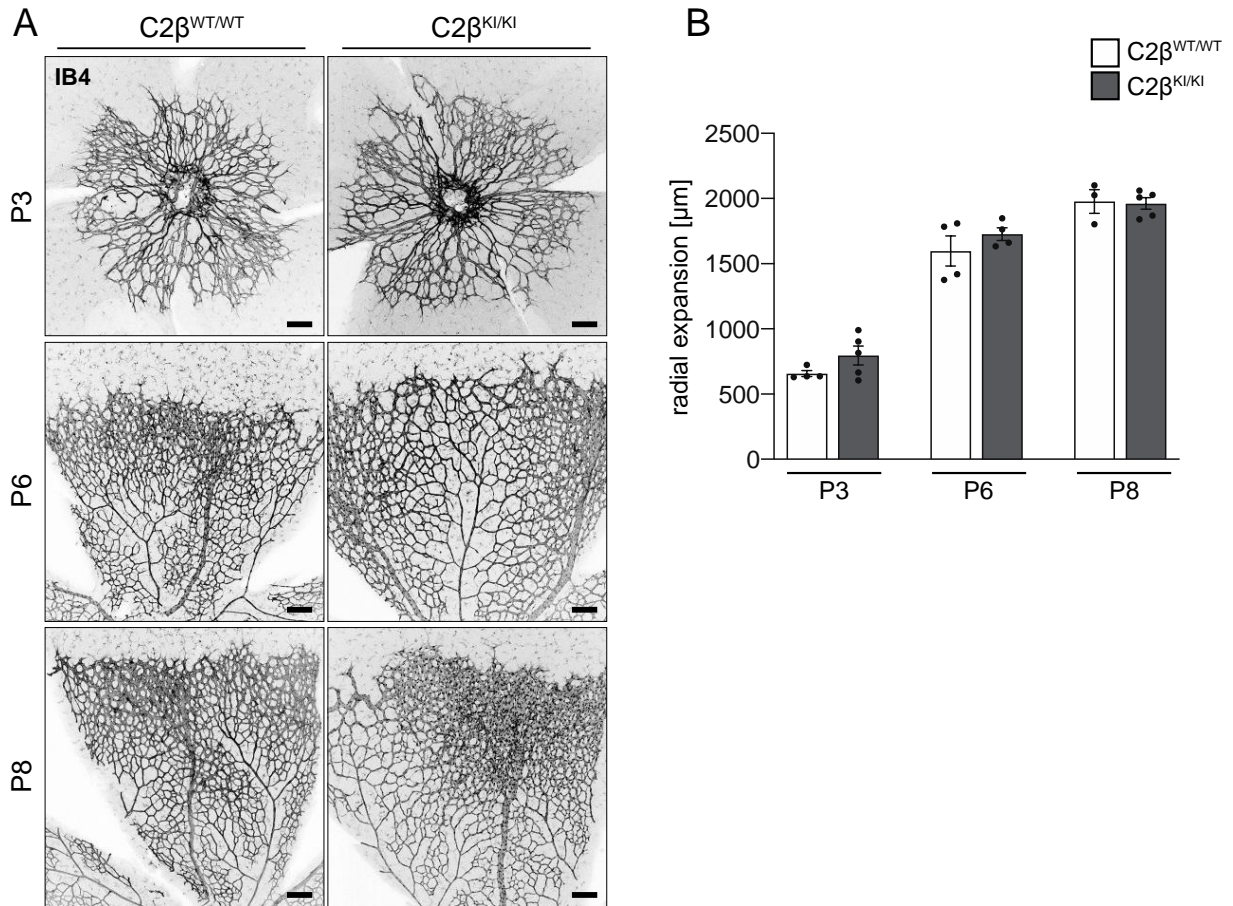 A
C2β^WT/WT
C2β^KI/KI
IB4
P3
P6
P8
B
C2β^WT/WT
C2β^KI/KI
radial expansion [µm]
2500
2000
1500
1000
500
0
P3
P6
P8